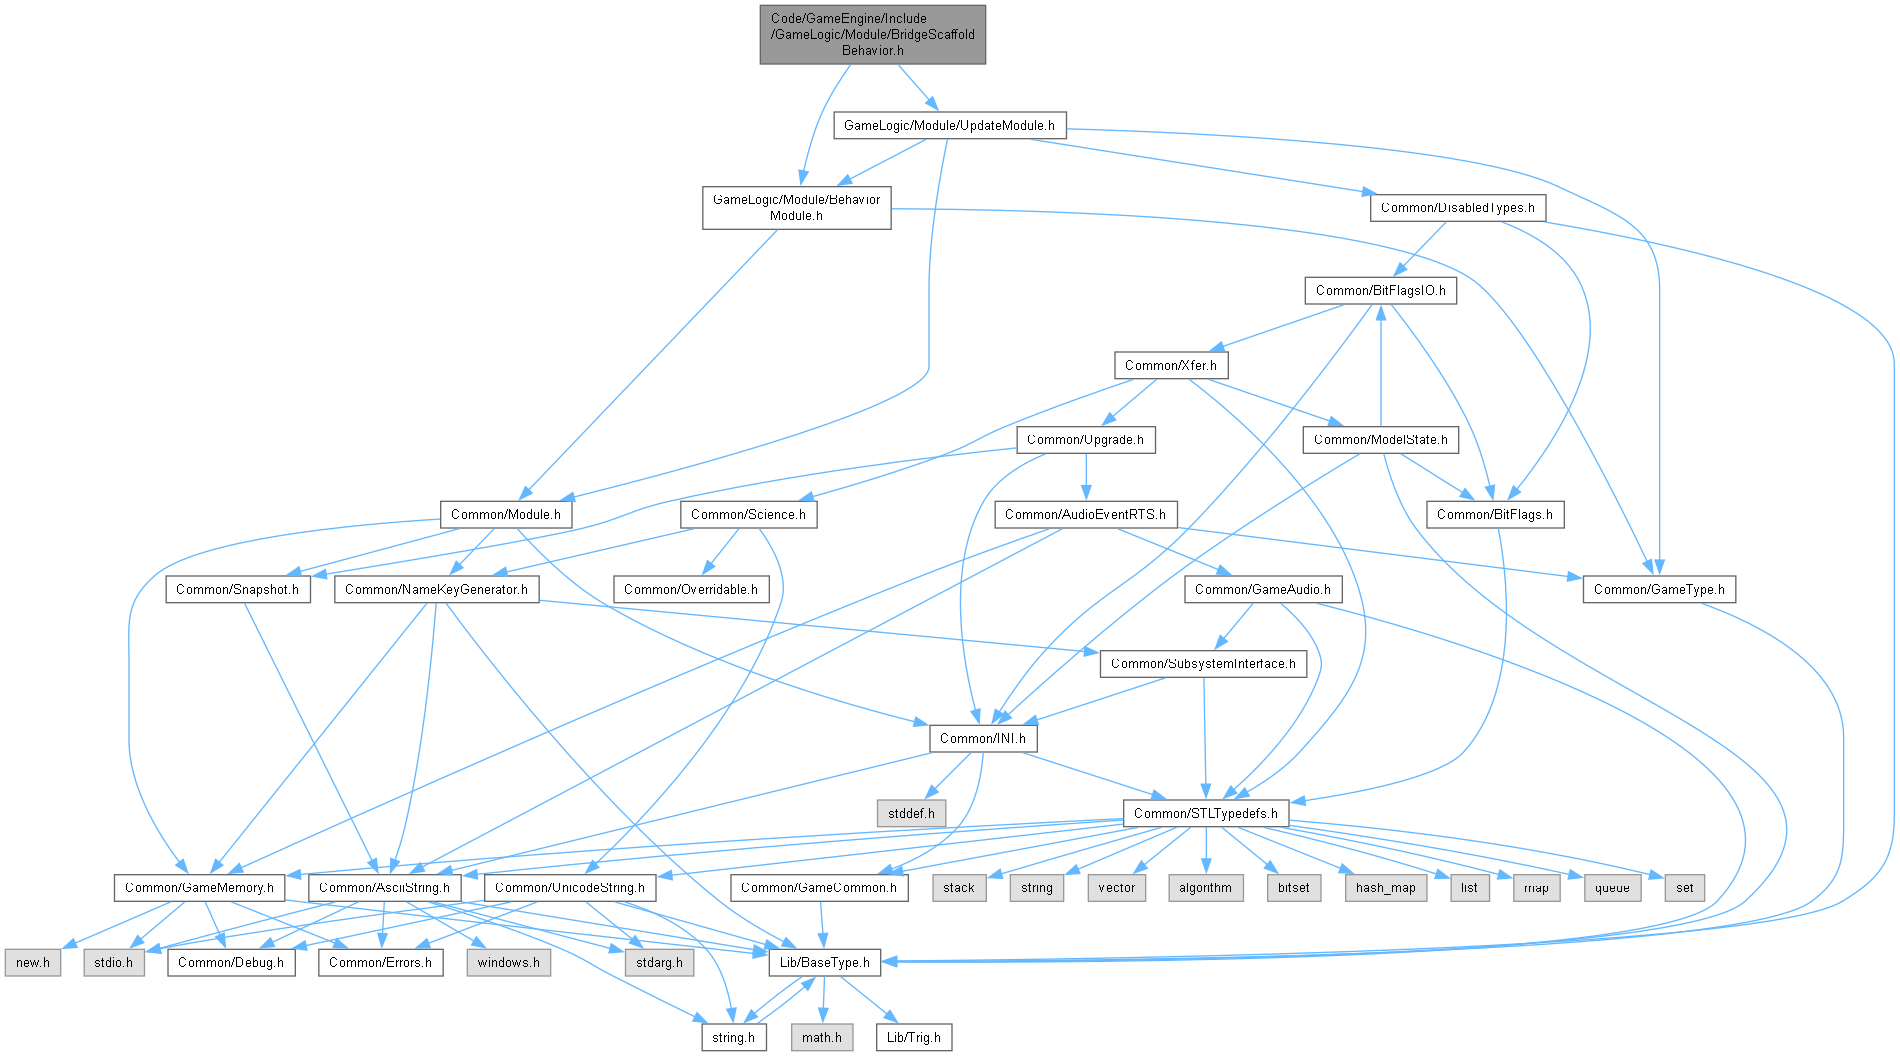 Code/GameEngine/Include
/GameLogic/Module/BridgeScaffold
Behavior.h
GameLogic/Module/UpdateModule.h
GameLogic/Module/Behavior
Module.h
Common/DisabledTypes.h
Common/BitFlagsIO.h
Common/Xfer.h
Common/Upgrade.h
Common/ModelState.h
Common/Module.h
Common/Science.h
Common/AudioEventRTS.h
Common/BitFlags.h
Common/Snapshot.h
Common/NameKeyGenerator.h
Common/Overridable.h
Common/GameAudio.h
Common/GameType.h
Common/SubsystemInterface.h
Common/INI.h
stddef.h
Common/STLTypedefs.h
Common/GameMemory.h
Common/AsciiString.h
Common/UnicodeString.h
Common/GameCommon.h
stack
string
vector
algorithm
bitset
hash_map
list
map
queue
set
new.h
stdio.h
Common/Debug.h
Common/Errors.h
windows.h
stdarg.h
Lib/BaseType.h
string.h
math.h
Lib/Trig.h